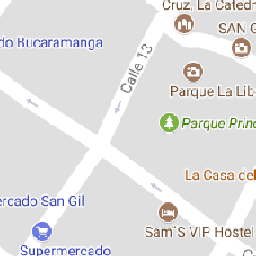 Cruz, La Catedr
SAN G
do Bucaramanga
Calle 13
Parque La Lib
Parque Prin
La Casa del
ercado San Gil
Sam´S VIP Hostel
Supermercado